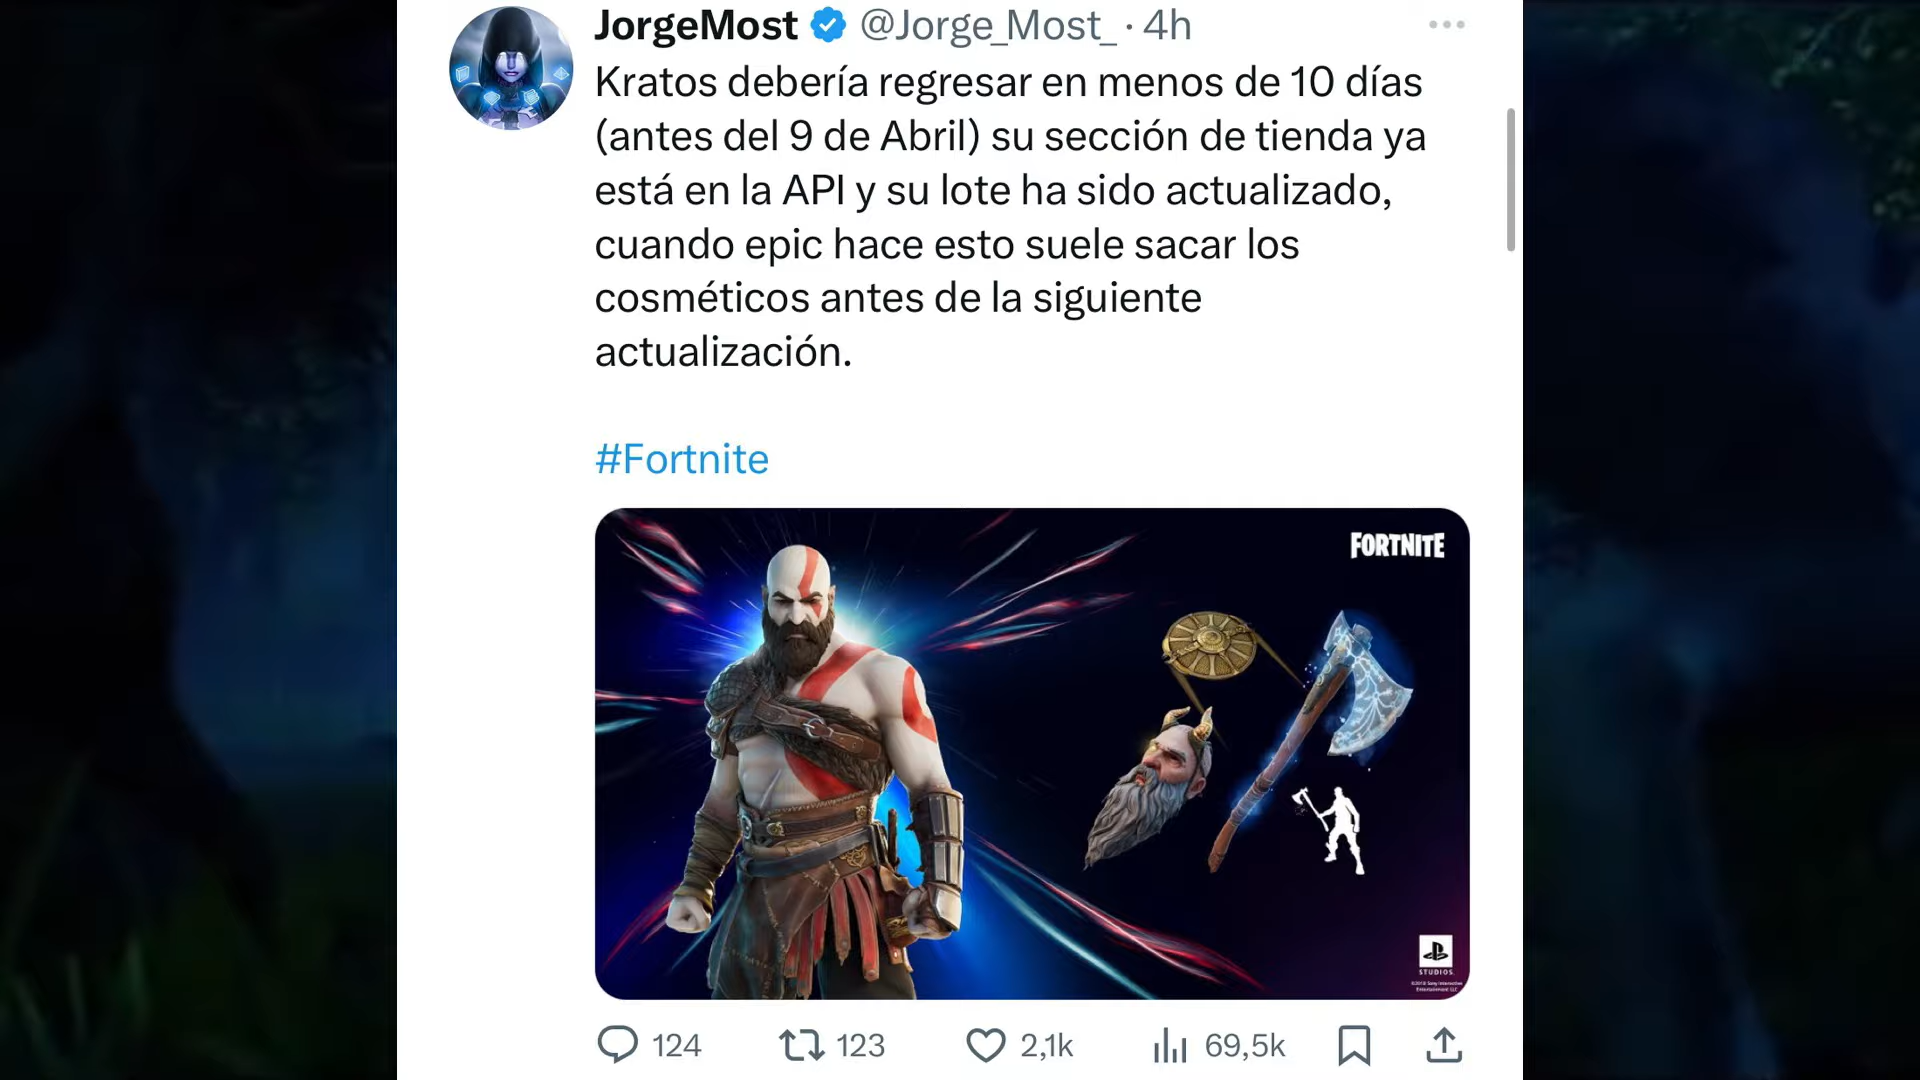 JorgeMost @Jorge_Most_ · 4h
Kratos debería regresar en menos de 10 días
(antes del 9 de Abril) su sección de tienda ya
está en la API y su lote ha sido actualizado,
cuando epic hace esto suele sacar los
cosméticos antes de la siguiente
actualización.
#Fortnite
FORTNITE
STUDIOS
124 123 2,1k 69,5k